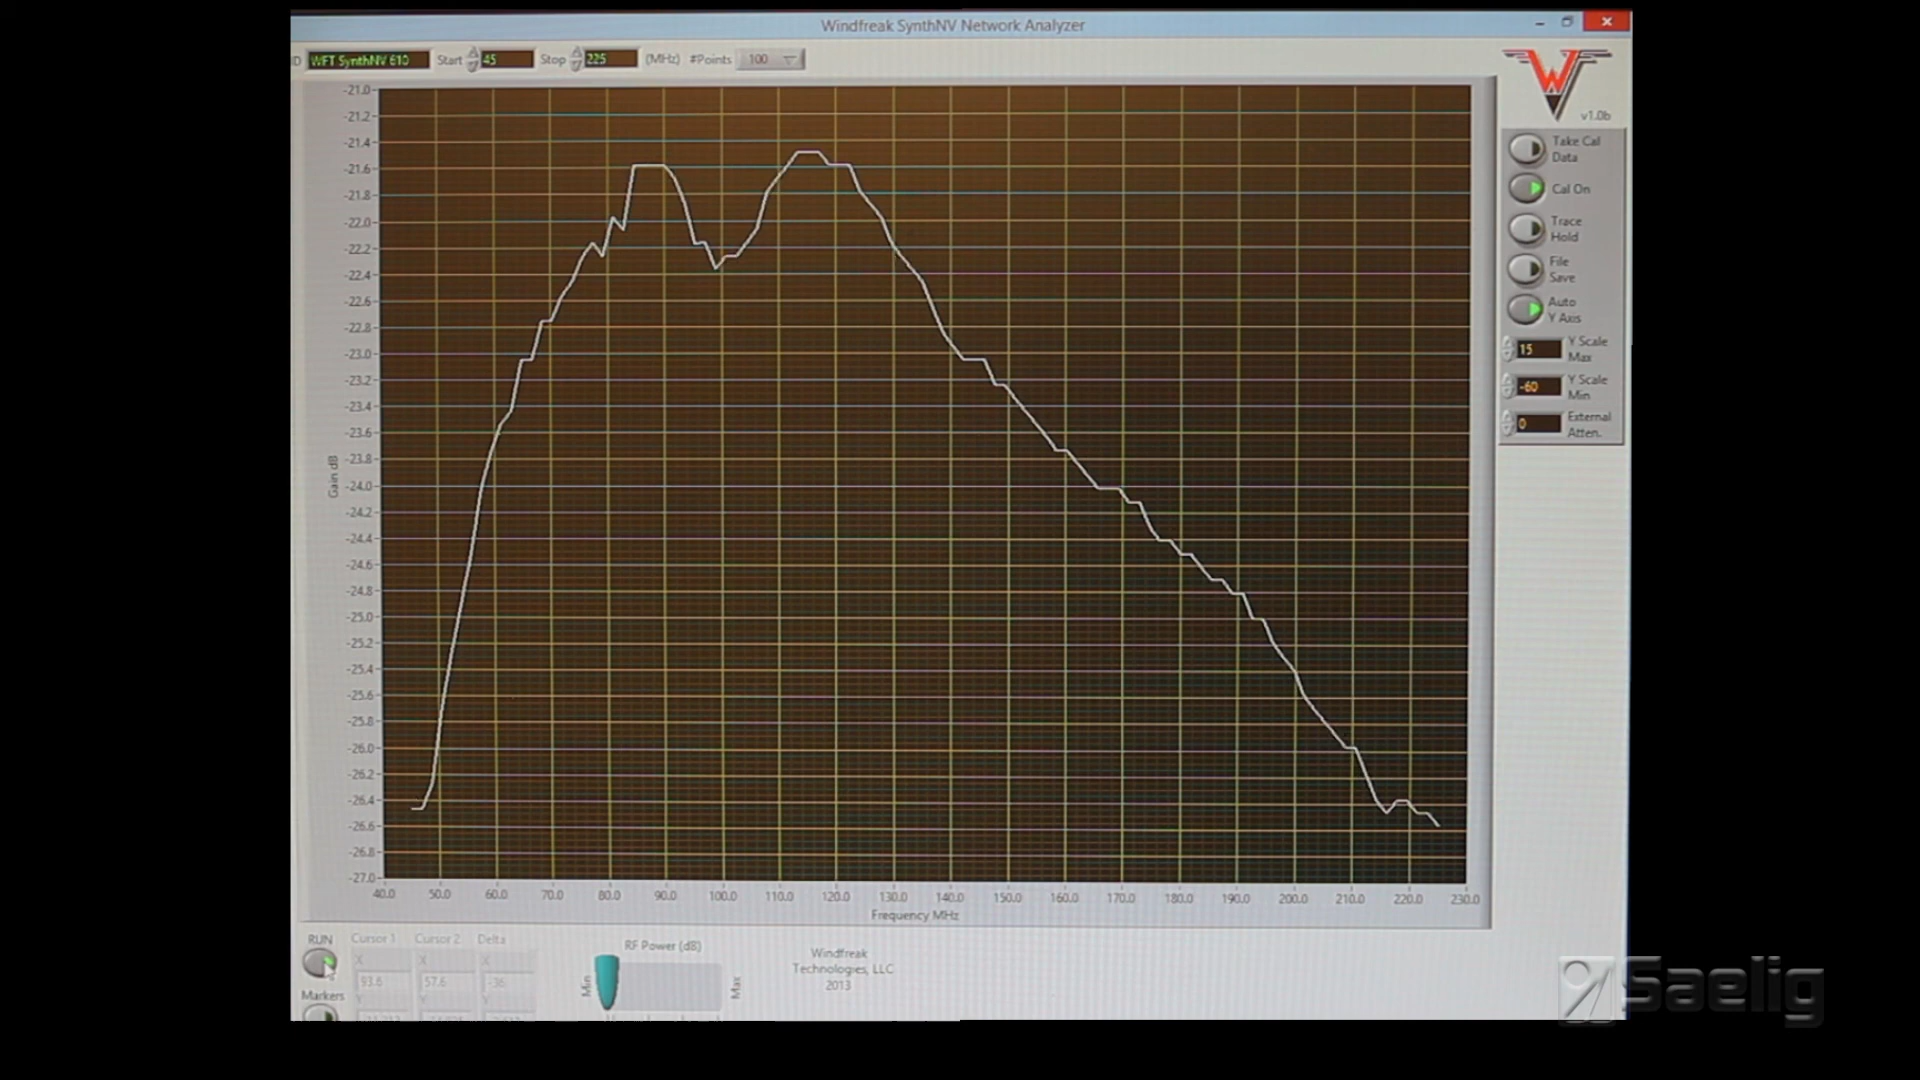 Windfreak SynthNV Network Analyzer
ID WFT SynthNV 610 Start 45 Stop 225 (MHz) #Points 100
W
v1.0b
Take Cal Data
Cal On
Trace Hold
File Save
Auto Y Axis
15 Y Scale Max
-60 Y Scale Min
0 External Atten.
Gain dB
-21.0
-21.2
-21.4
-21.6
-21.8
-22.0
-22.2
-22.4
-22.6
-22.8
-23.0
-23.2
-23.4
-23.6
-23.8
-24.0
-24.2
-24.4
-24.6
-24.8
-25.0
-25.2
-25.4
-25.6
-25.8
-26.0
-26.2
-26.4
-26.6
-26.8
-27.0
40.0 50.0 60.0 70.0 80.0 90.0 100.0 110.0 120.0 130.0 140.0 150.0 160.0 170.0 180.0 190.0 200.0 210.0 220.0 230.0
Frequency MHz
RUN Cursor 1 Cursor 2 Delta
X X X
93.6 57.6 -36
Markers Y Y Y
RF Power (dB)
Min Max
Windfreak
Technologies, LLC
2013
Saelig